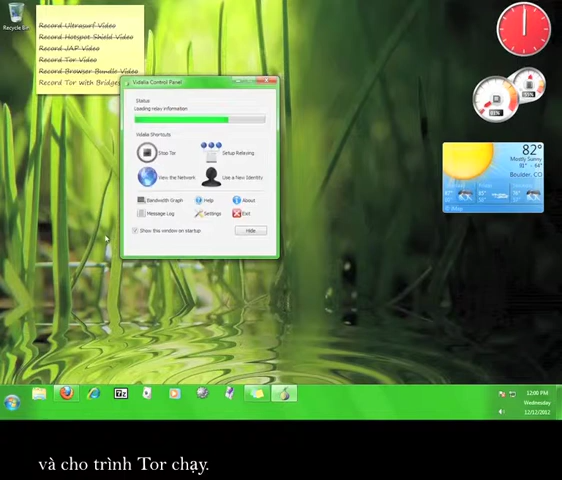 Recycle Bin
Record Ultrasurf Video
Record Hotspot Shield Video
Record JAP Video
Record Tor Video
Record Browser Bundle Video
Record Tor with Bridges
Vidalia Control Panel
Status
Loading relay information
Vidalia Shortcuts
Stop Tor
Setup Relaying
View the Network
Use a New Identity
Bandwidth Graph
Help
About
Message Log
Settings
Exit
Show this window on startup
Hide
82°
Mostly Sunny
Boulder, CO
12:00 PM
Wednesday
12/12/2012
và cho trình Tor chạy.